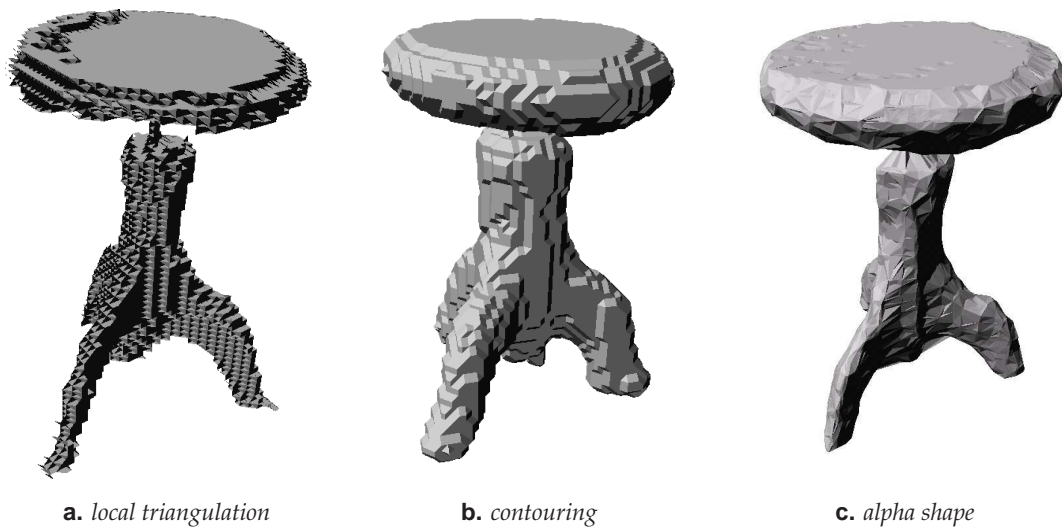 a. local triangulation
b. contouring
c. alpha shape